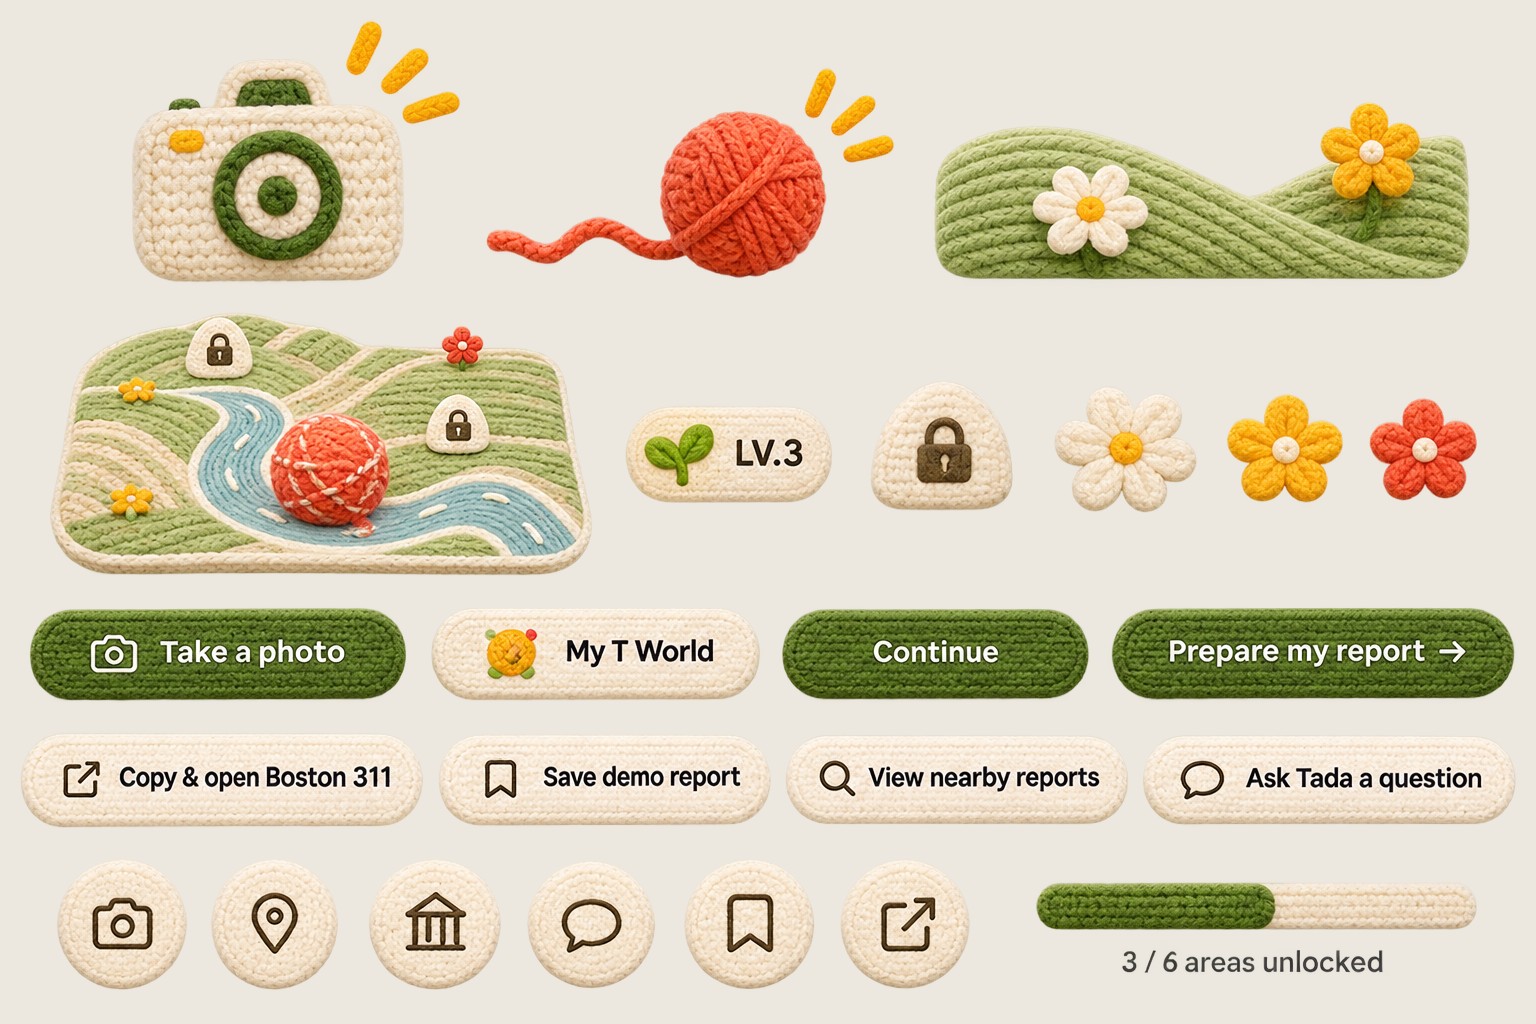 LV.3
Take a photo
My T World
Continue
Prepare my report →
Copy & open Boston 311
Save demo report
View nearby reports
Ask Tada a question
3 / 6 areas unlocked